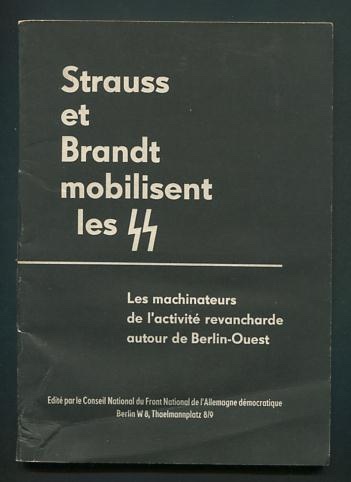 Strauss
et
Brandt
mobilisent
les SS
Les machinateurs
de l'activité revancharde
autour de Berlin-Ouest
Edité par le Conseil National du Front National de l'Allemagne démocratique
Berlin W 8, Thaelmannplatz 8/9